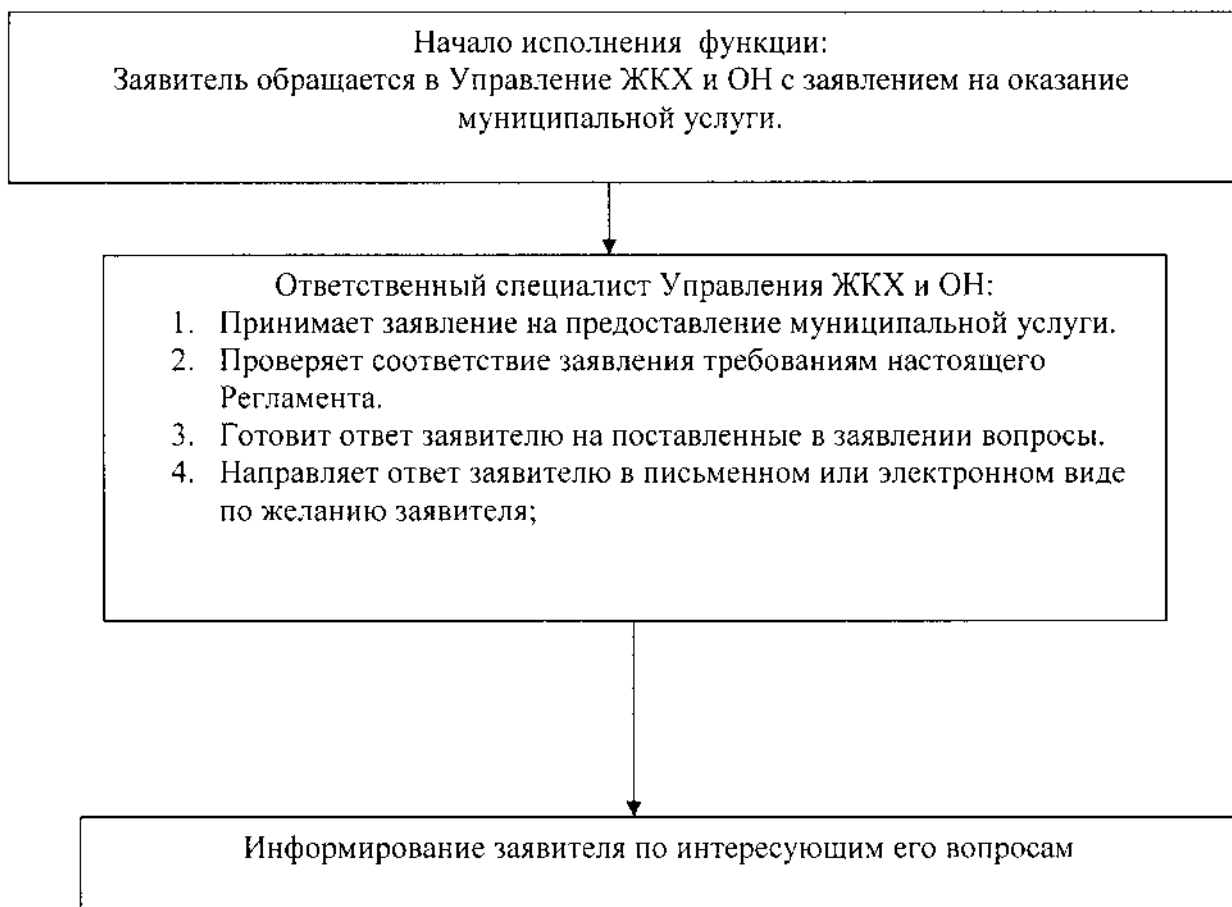 Начало исполнения функции:
Заявитель обращается в Управление ЖКХ и ОН с заявлением на оказание
муниципальной услуги.
Ответственный специалист Управления ЖКХ и ОН:
1. Принимает заявление на предоставление муниципальной услуги.
2. Проверяет соответствие заявления требованиям настоящего
Регламента.
3. Готовит ответ заявителю на поставленные в заявлении вопросы.
4. Направляет ответ заявителю в письменном или электронном виде
по желанию заявителя;
Информирование заявителя по интересующим его вопросам